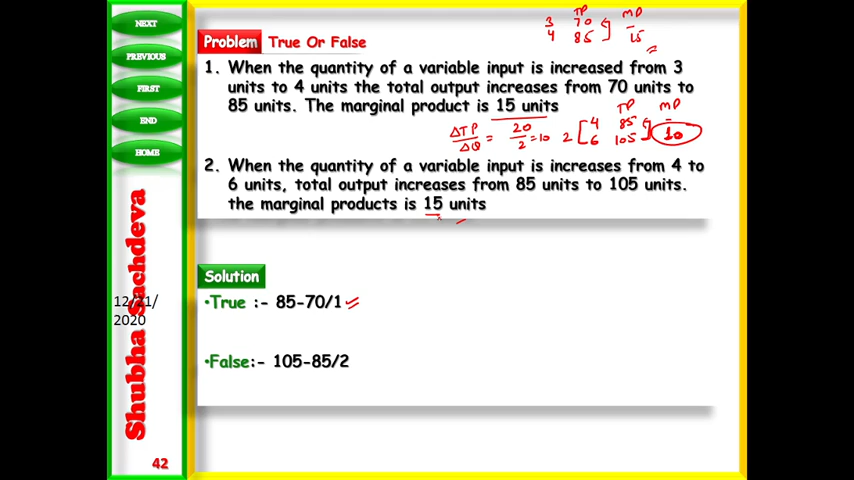 NEXT
PREVIOUS
FIRST
END
HOME
Shubha Sachdeva
12/21/
2020
42
TP MP
3 70 -
4 85 15
Problem True Or False
1. When the quantity of a variable input is increased from 3
units to 4 units the total output increases from 70 units to
85 units. The marginal product is 15 units
TP MP
4 85 -
2 6 105 10
ΔTP/ΔQ = 20/2 = 10
2. When the quantity of a variable input is increases from 4 to
6 units, total output increases from 85 units to 105 units.
the marginal products is 15 units
Solution
•True :- 85-70/1
•False:- 105-85/2